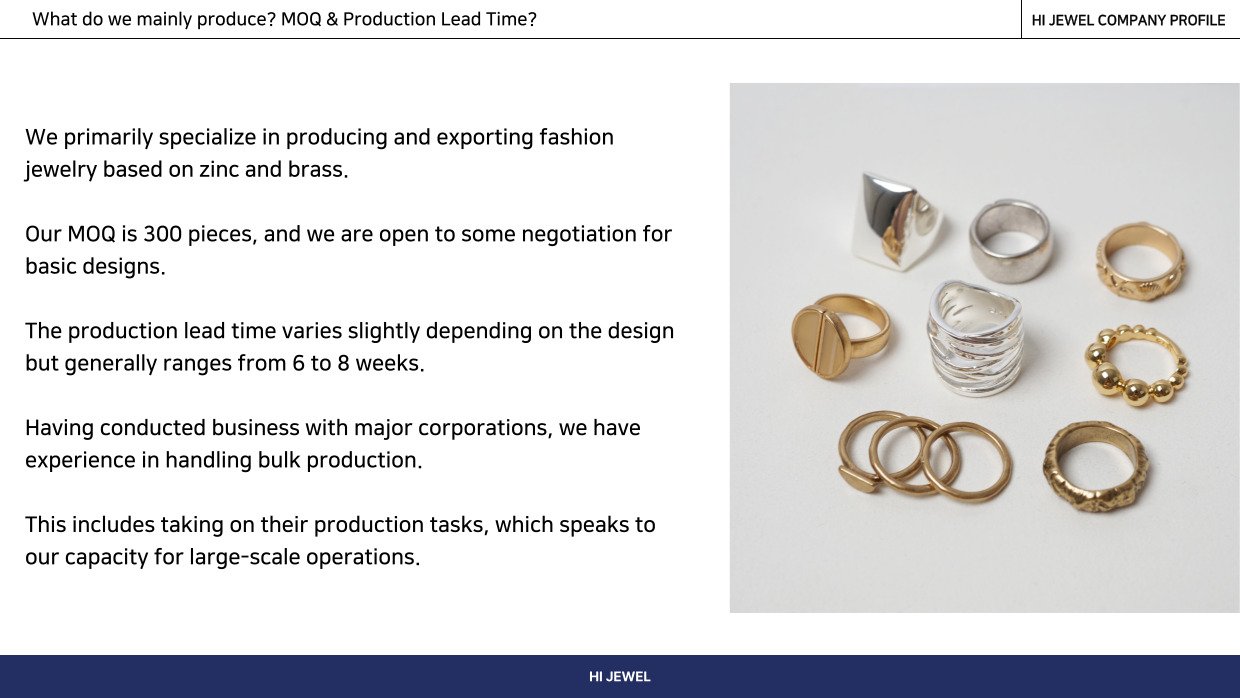 What do we mainly produce? MOQ & Production Lead Time?
HI JEWEL COMPANY PROFILE
We primarily specialize in producing and exporting fashion
jewelry based on zinc and brass.
Our MOQ is 300 pieces, and we are open to some negotiation for
basic designs.
The production lead time varies slightly depending on the design
but generally ranges from 6 to 8 weeks.
Having conducted business with major corporations, we have
experience in handling bulk production.
This includes taking on their production tasks, which speaks to
our capacity for large-scale operations.
HI JEWEL